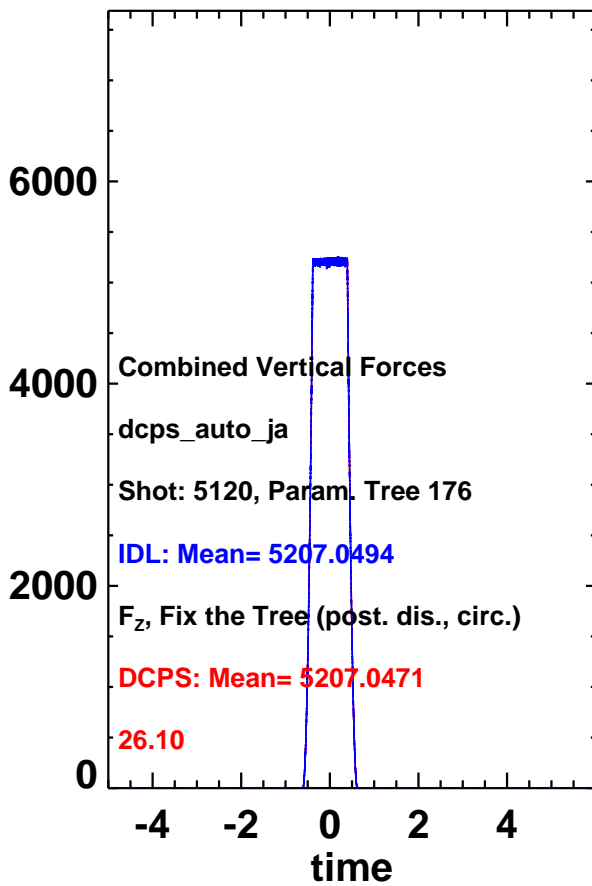 6000
4000
2000
0
Combined Vertical Forces
dcps_auto_ja
Shot: 5120, Param. Tree 176
IDL: Mean= 5207.0494
F_Z, Fix the Tree (post. dis., circ.)
DCPS: Mean= 5207.0471
26.10
-4 -2 0 2 4
time